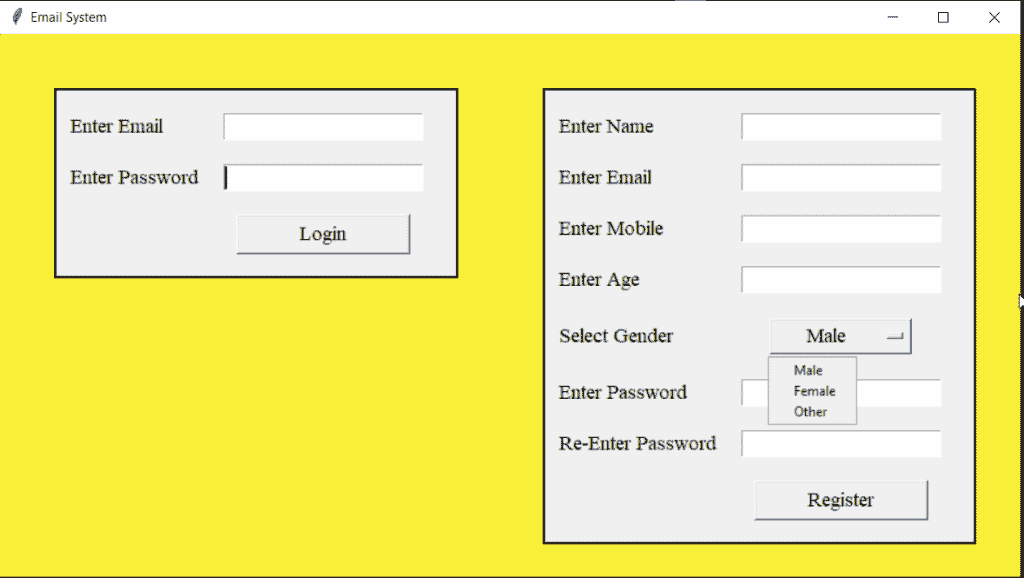 Email System
Enter Email
Enter Password
Login
Enter Name
Enter Email
Enter Mobile
Enter Age
Select Gender Male
Male
Female
Other
Enter Password
Re-Enter Password
Register